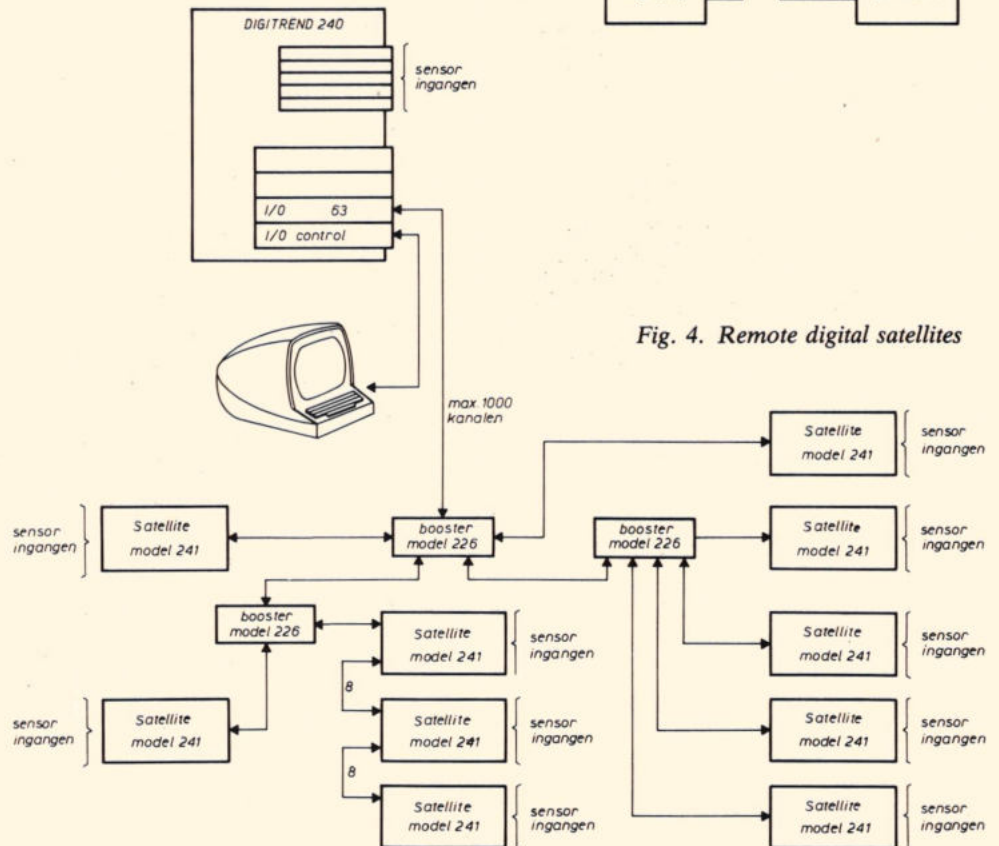 DIGITREND 240
sensor
ingangen
I/O 63
I/O control
Fig. 4. Remote digital satellites
max. 1000
kanalen
Satellite
model 241
sensor
ingangen
sensor
ingangen
Satellite
model 241
booster
model 226
booster
model 226
Satellite
model 241
sensor
ingangen
booster
model 226
Satellite
model 241
sensor
ingangen
Satellite
model 241
sensor
ingangen
8
sensor
ingangen
Satellite
model 241
Satellite
model 241
sensor
ingangen
Satellite
model 241
sensor
ingangen
8
Satellite
model 241
sensor
ingangen
Satellite
model 241
sensor
ingangen